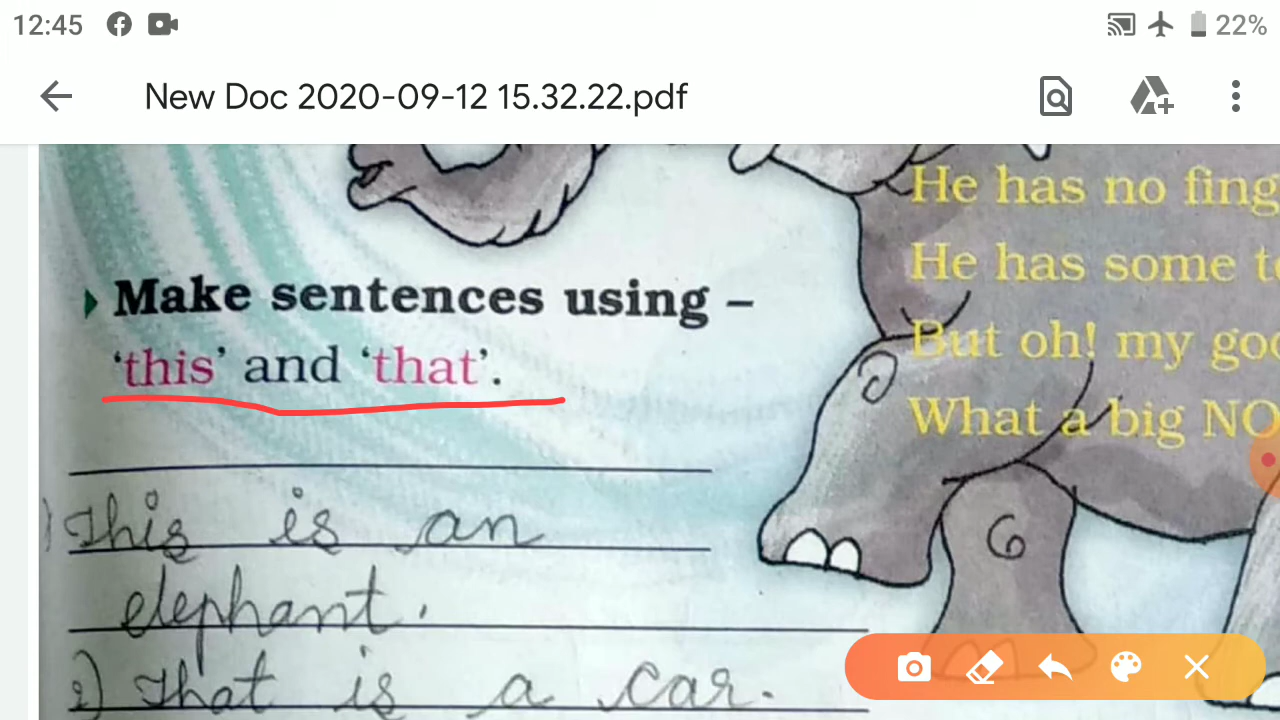 12:45
22%
New Doc 2020-09-12 15.32.22.pdf
He has no fing
He has some t
But oh! my goo
What a big NO
Make sentences using –
'this' and 'that'.
1) This is an
elephant.
2) That is a car.
6